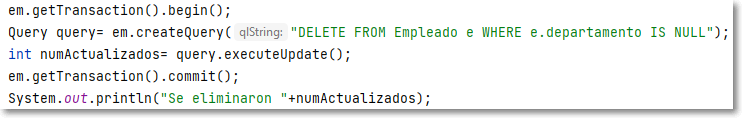 em.getTransaction().begin();
Query query= em.createQuery( qlString: "DELETE FROM Empleado e WHERE e.departamento IS NULL");
int numActualizados= query.executeUpdate();
em.getTransaction().commit();
System.out.println("Se eliminaron "+numActualizados);